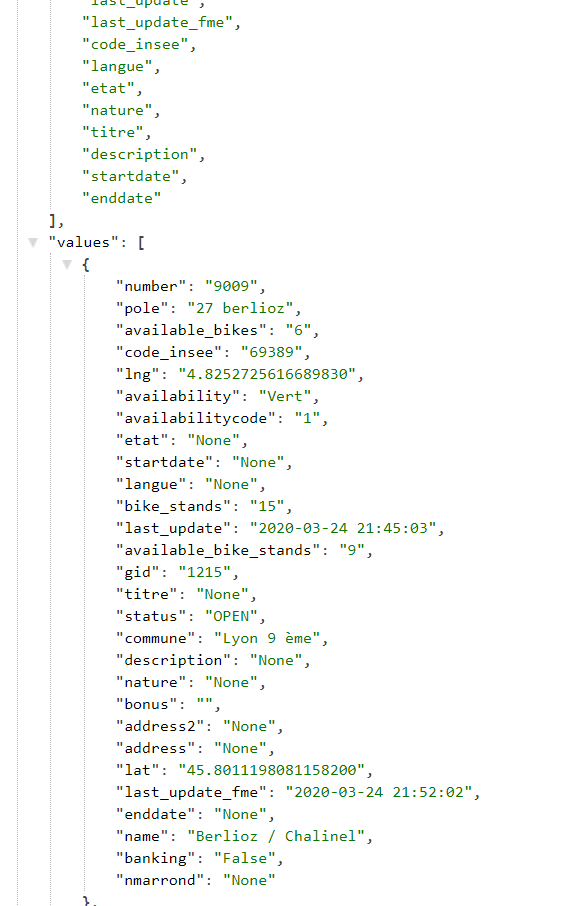 "last_update",
"last_update_fme",
"code_insee",
"langue",
"etat",
"nature",
"titre",
"description",
"startdate",
"enddate"
],
"values": [
{
"number": "9009",
"pole": "27 berlioz",
"available_bikes": "6",
"code_insee": "69389",
"lng": "4.8252725616689830",
"availability": "Vert",
"availabilitycode": "1",
"etat": "None",
"startdate": "None",
"langue": "None",
"bike_stands": "15",
"last_update": "2020-03-24 21:45:03",
"available_bike_stands": "9",
"gid": "1215",
"titre": "None",
"status": "OPEN",
"commune": "Lyon 9 ème",
"description": "None",
"nature": "None",
"bonus": "",
"address2": "None",
"address": "None",
"lat": "45.8011198081158200",
"last_update_fme": "2020-03-24 21:52:02",
"enddate": "None",
"name": "Berlioz / Chalinel",
"banking": "False",
"nmarrond": "None"
},